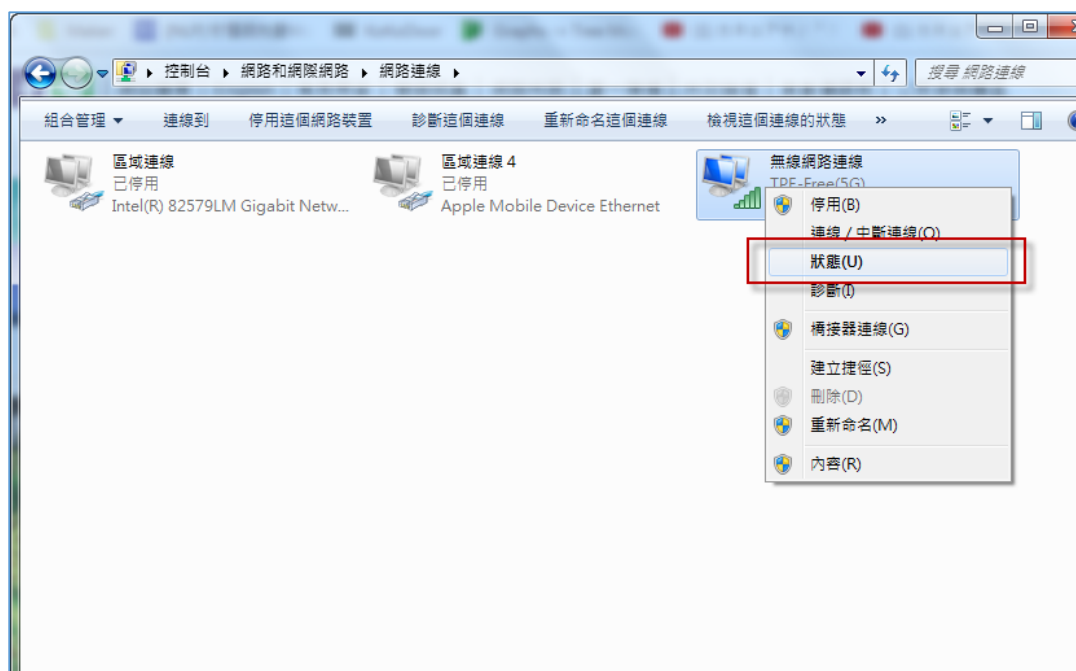 控制台 網路和網際網路 網路連線
搜尋 網路連線
組合管理 連線到 停用這個網路裝置 診斷這個連線 重新命名這個連線 檢視這個連線的狀態 »
區域連線
已停用
Intel(R) 82579LM Gigabit Netw...
區域連線 4
已停用
Apple Mobile Device Ethernet
無線網路連線
TPE-Free(5G)
停用(B)
連線 / 中斷連線(O)
狀態(U)
診斷(I)
橋接器連線(G)
建立捷徑(S)
刪除(D)
重新命名(M)
內容(R)